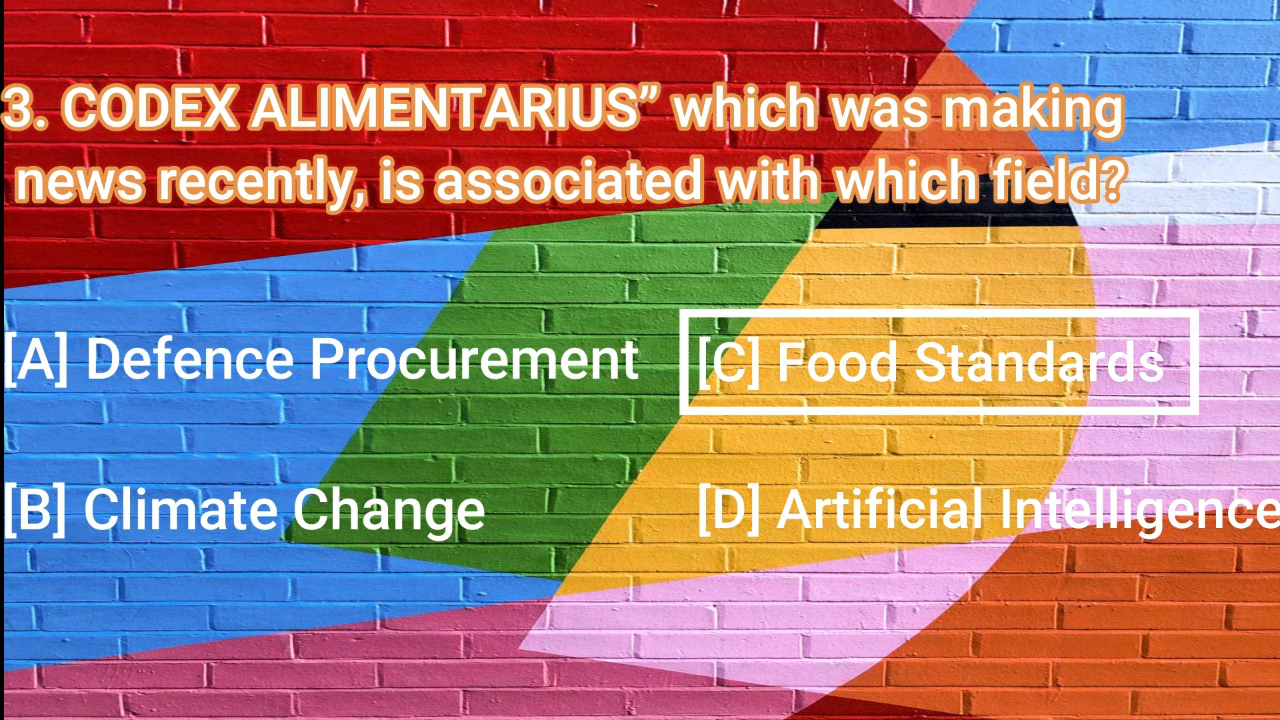 3. CODEX ALIMENTARIUS” which was making
news recently, is associated with which field?
[A] Defence Procurement
[C] Food Standards
[B] Climate Change
[D] Artificial Intelligence